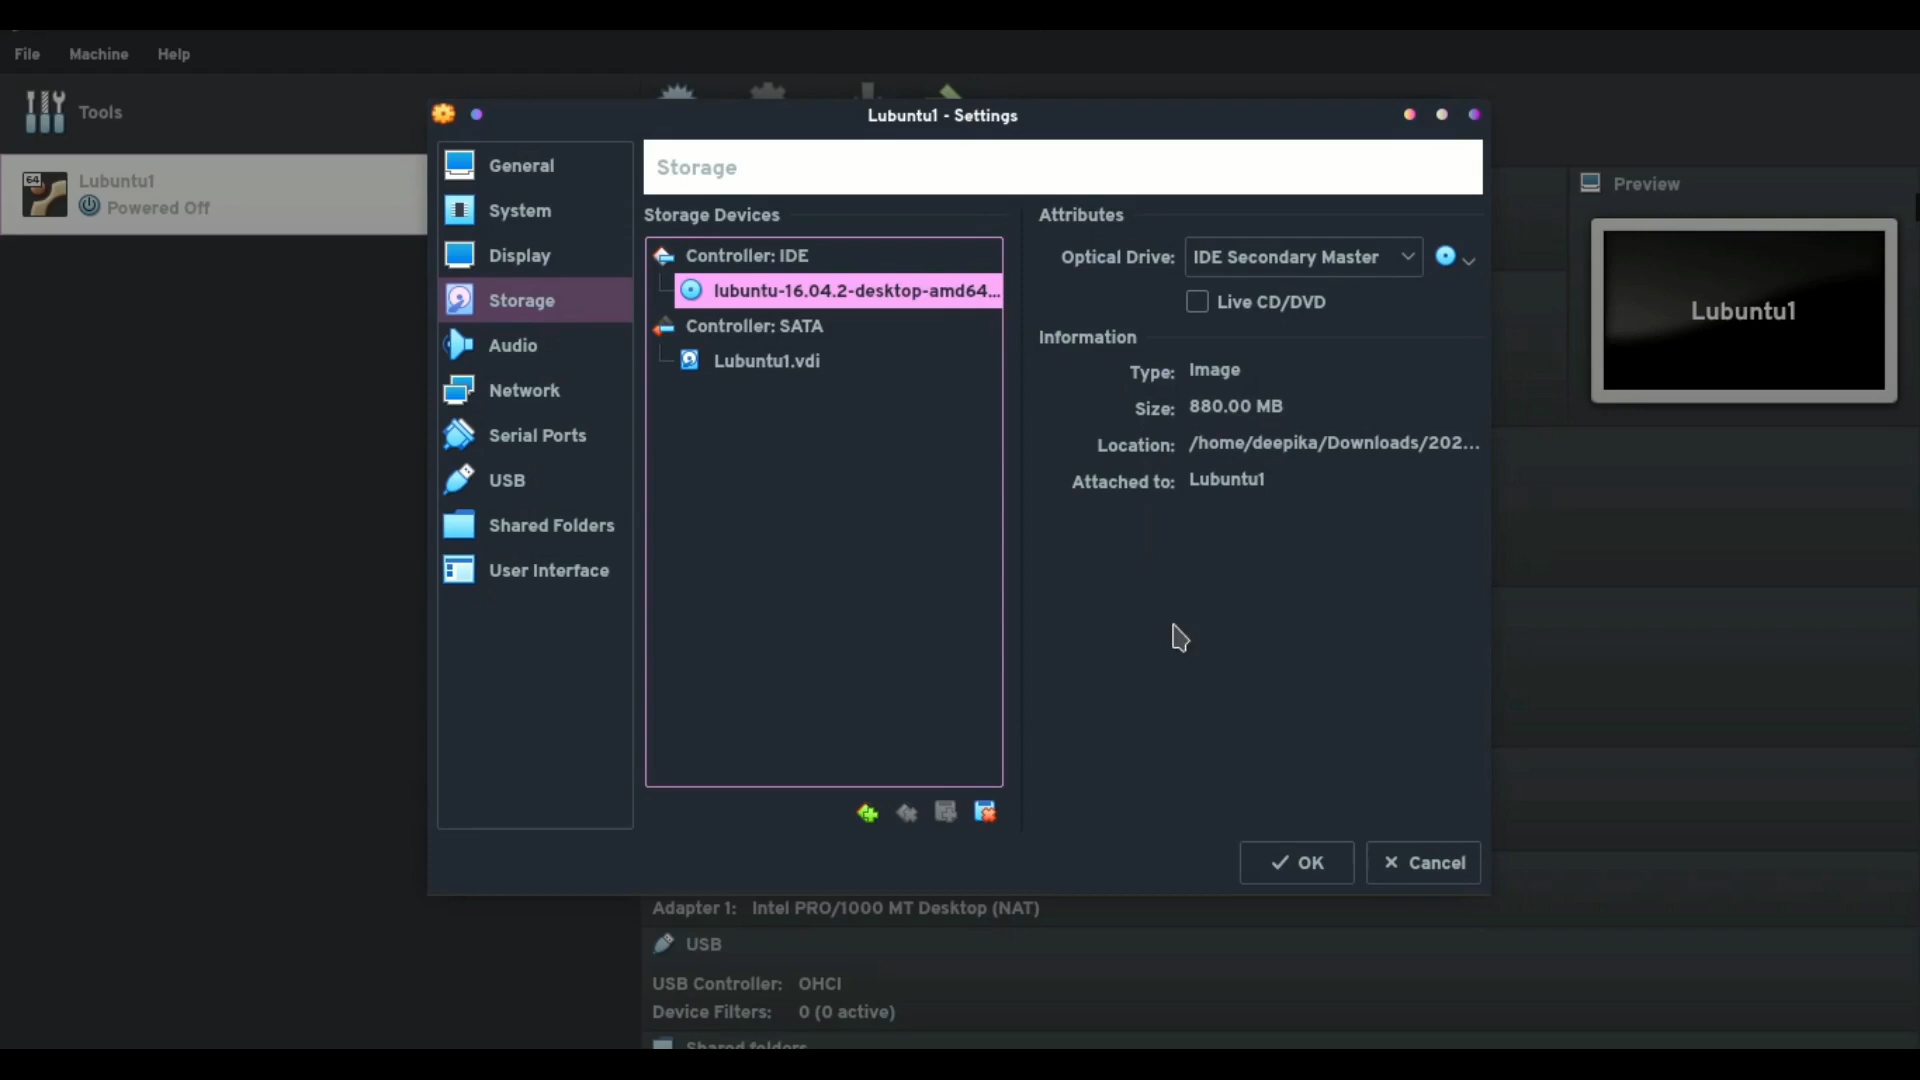 File Machine Help
Tools
64
Lubuntu1
Powered Off
Lubuntu1 - Settings
General
System
Display
Storage
Audio
Network
Serial Ports
USB
Shared Folders
User Interface
Storage
Storage Devices
Controller: IDE
lubuntu-16.04.2-desktop-amd64...
Controller: SATA
Lubuntu1.vdi
Attributes
Optical Drive: IDE Secondary Master
Live CD/DVD
Information
Type: Image
Size: 880.00 MB
Location: /home/deepika/Downloads/202...
Attached to: Lubuntu1
OK Cancel
Preview
Lubuntu1
Adapter 1: Intel PRO/1000 MT Desktop (NAT)
USB
USB Controller: OHCI
Device Filters: 0 (0 active)
Shared folders